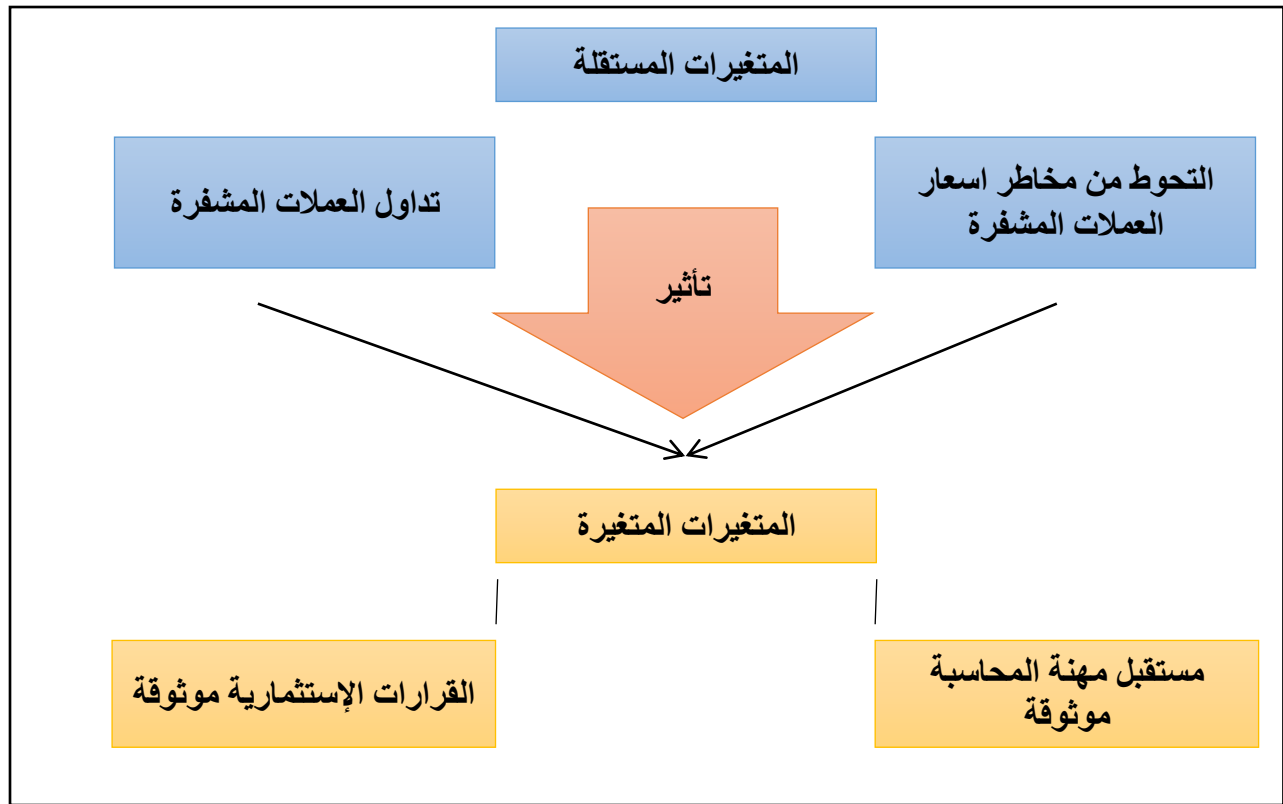 المتغيرات المستقلة
التحوط من مخاطر اسعار
العملات المشفرة
تداول العملات المشفرة
تأثير
المتغيرات المتغيرة
مستقبل مهنة المحاسبة
موثوقة
القرارات الإستثمارية موثوقة